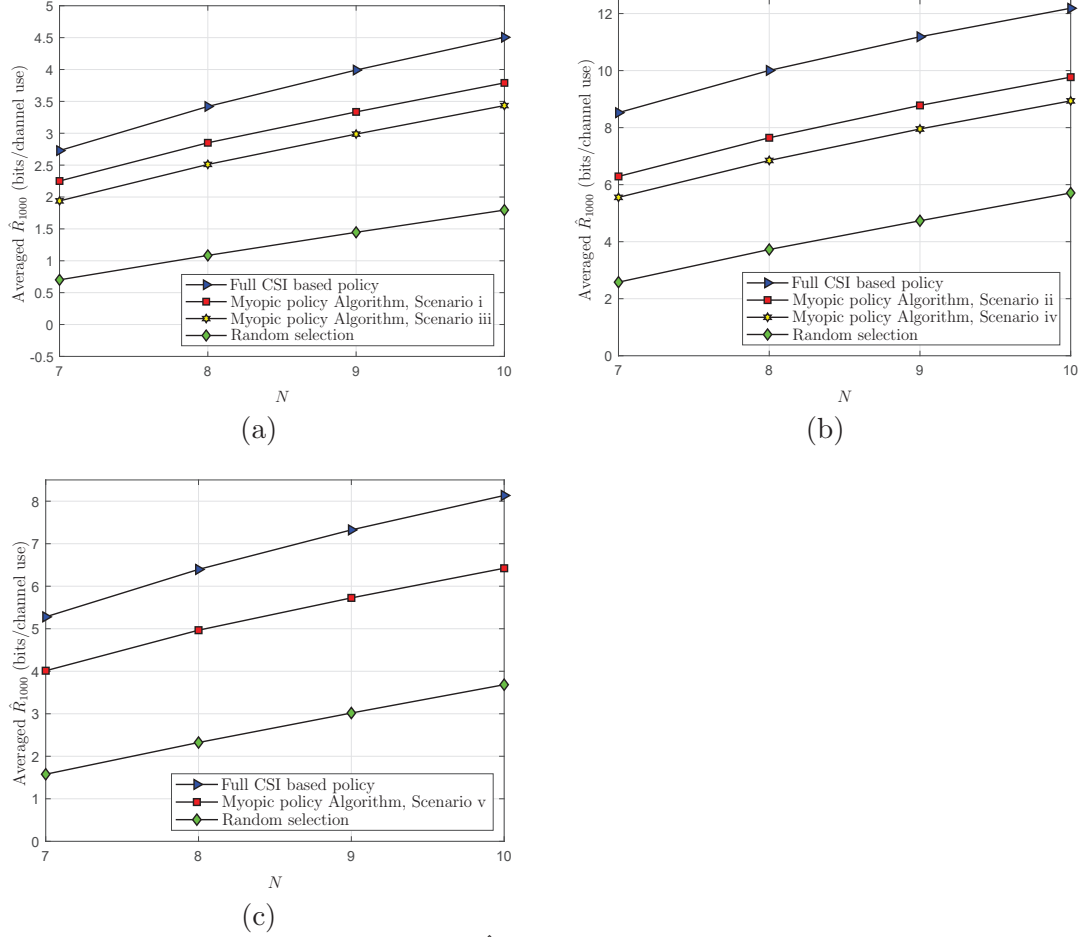 5
4.5
4
3.5
3
2.5
2
1.5
1
0.5
0
-0.5
Averaged R̂₁₀₀₀ (bits/channel use)
Full CSI based policy
Myopic policy Algorithm, Scenario i
Myopic policy Algorithm, Scenario iii
Random selection
7 8 9 10
N
(a)
12
10
8
6
4
2
0
Averaged R̂₁₀₀₀ (bits/channel use)
Full CSI based policy
Myopic policy Algorithm, Scenario ii
Myopic policy Algorithm, Scenario iv
Random selection
7 8 9 10
N
(b)
8
7
6
5
4
3
2
1
0
Averaged R̂₁₀₀₀ (bits/channel use)
Full CSI based policy
Myopic policy Algorithm, Scenario v
Random selection
7 8 9 10
N
(c)